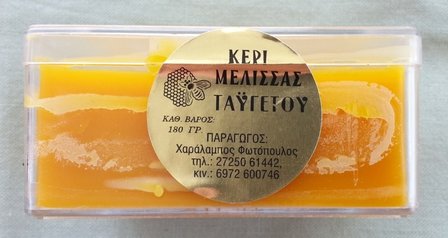 ΚΕΡΙ
ΜΕΛΙΣΣΑΣ
ΤΑΫΓΕΤΟΥ
ΚΑΘ. ΒΑΡΟΣ:
180 ΓΡ.
ΠΑΡΑΓΩΓΟΣ:
Χαράλαμπος Φωτόπουλος
τηλ.: 27250 61442,
κιν.: 6972 600746